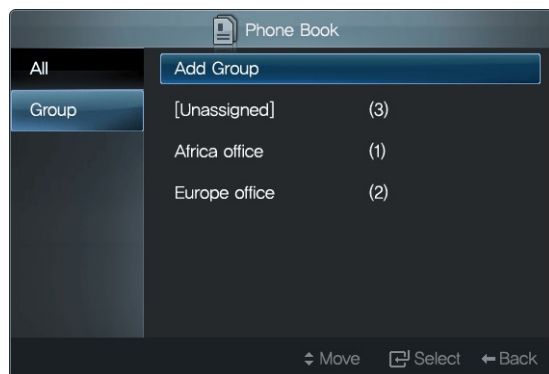 Phone Book
All
Group
Add Group
[Unassigned] (3)
Africa office (1)
Europe office (2)
Move Select Back